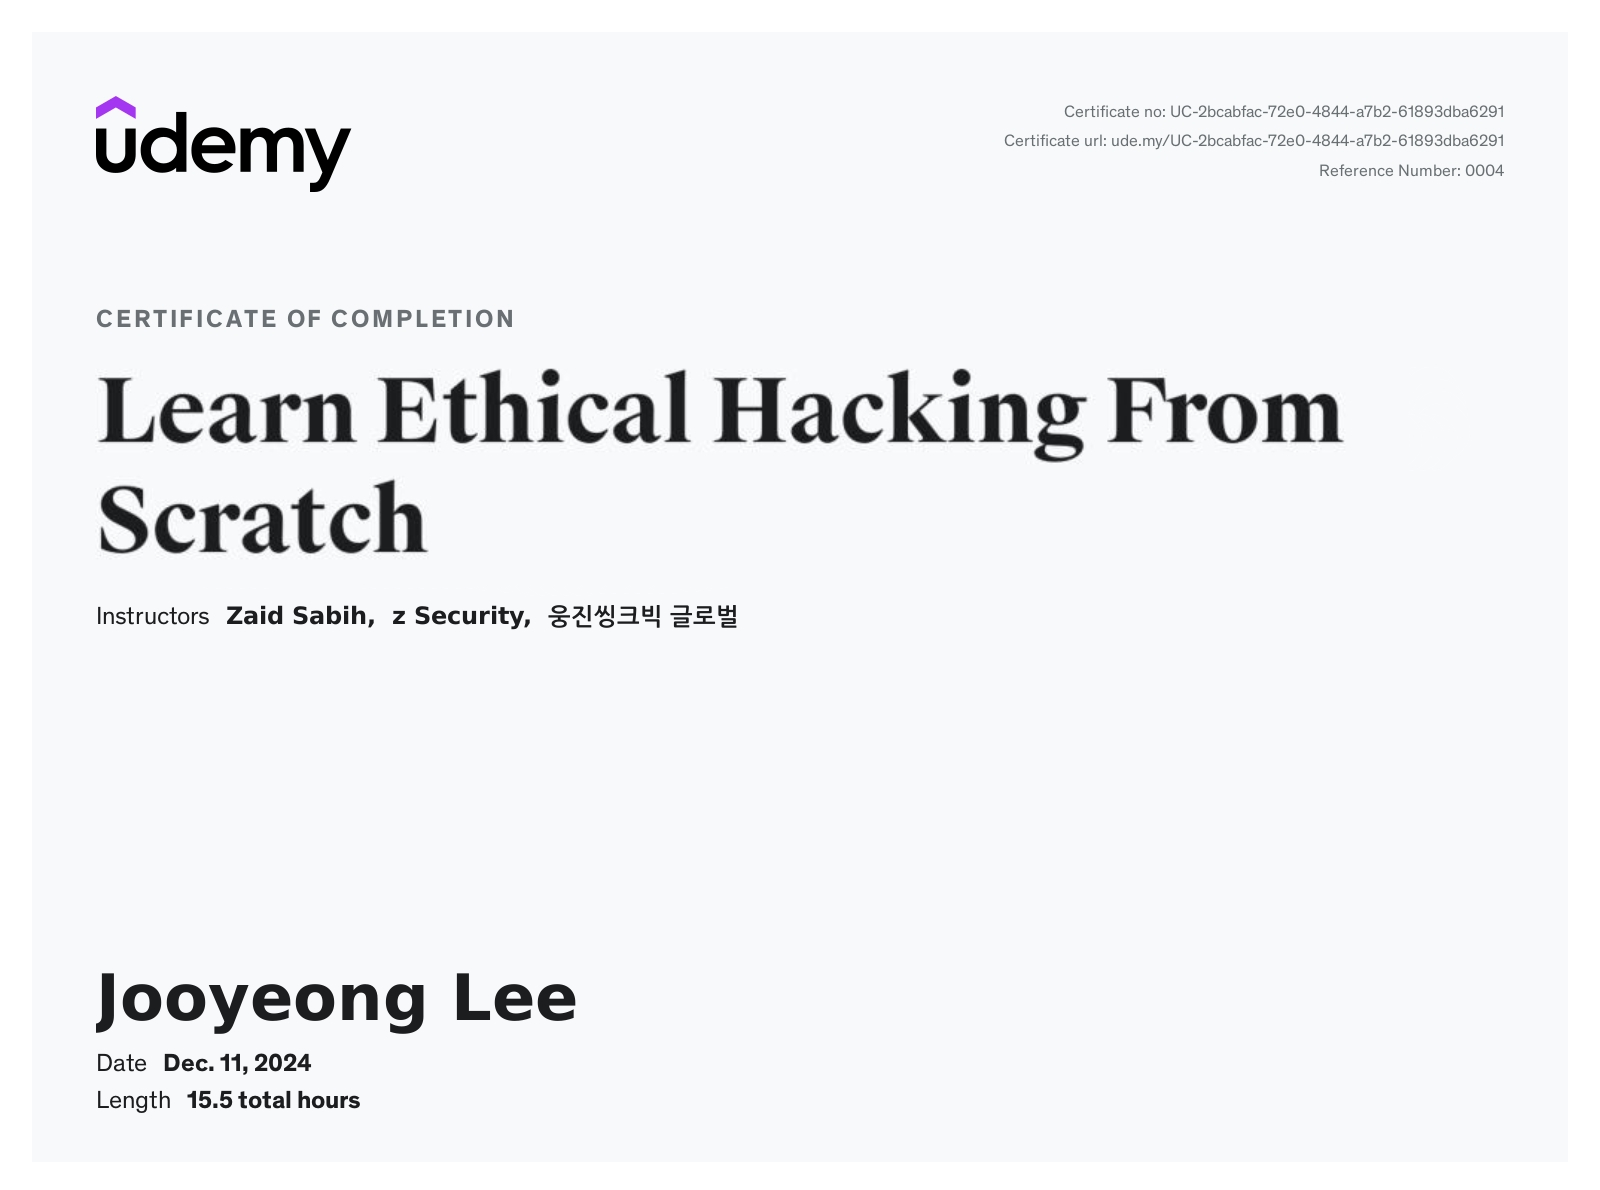 udemy
Certificate no: UC-2bcabfac-72e0-4844-a7b2-61893dba6291
Certificate url: ude.my/UC-2bcabfac-72e0-4844-a7b2-61893dba6291
Reference Number: 0004
CERTIFICATE OF COMPLETION
Learn Ethical Hacking From
Scratch
Instructors Zaid Sabih, z Security, 웅진씽크빅 글로벌
Jooyeong Lee
Date Dec. 11, 2024
Length 15.5 total hours